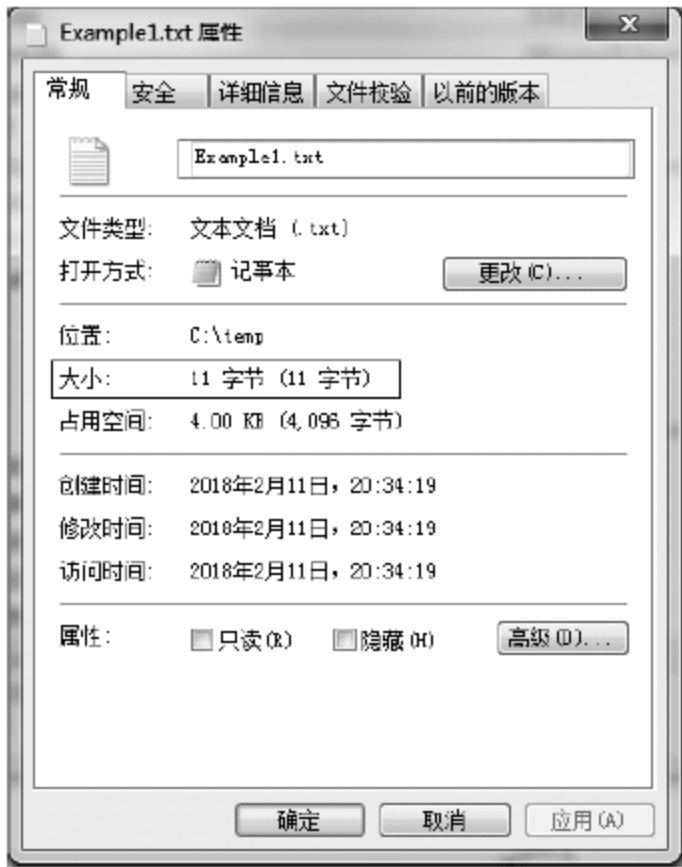 Example1.txt 属性
x
常规 安全 详细信息 文件校验 以前的版本
Example1.txt
文件类型: 文本文档 (.txt)
打开方式: 记事本 更改(C)...
位置: C:\temp
大小: 11 字节 (11 字节)
占用空间: 4.00 KB (4,096 字节)
创建时间: 2018年2月11日，20:34:19
修改时间: 2018年2月11日，20:34:19
访问时间: 2018年2月11日，20:34:19
属性: 只读(R) 隐藏(H) 高级(D)...
确定 取消 应用(A)